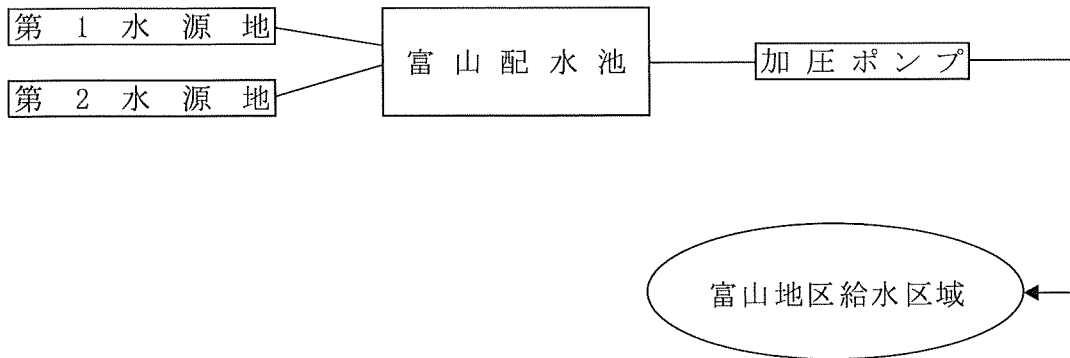 第1水源地
富山配水池
加圧ポンプ
第2水源地
富山地区給水区域